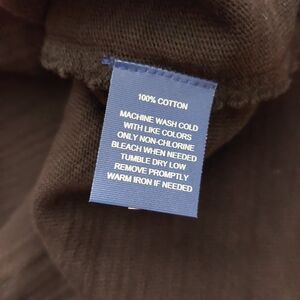 100% COTTON
MACHINE WASH COLD
WITH LIKE COLORS
ONLY NON-CHLORINE
BLEACH WHEN NEEDED
TUMBLE DRY LOW
REMOVE PROMPTLY
WARM IRON IF NEEDED